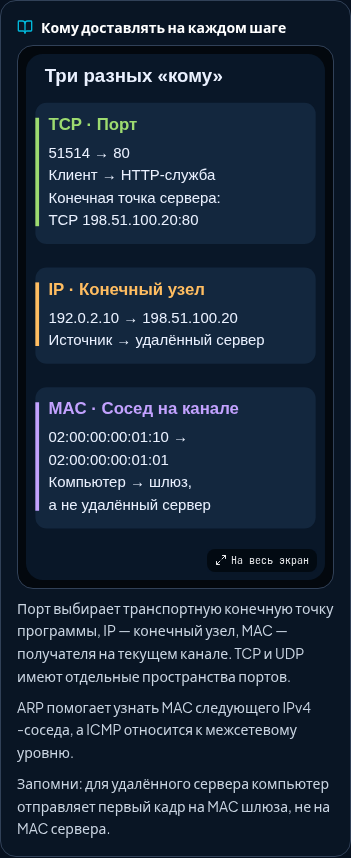 Кому доставлять на каждом шаге
Три разных «кому»
TCP · Порт
51514 → 80
Клиент → HTTP-служба
Конечная точка сервера:
TCP 198.51.100.20:80
IP · Конечный узел
192.0.2.10 → 198.51.100.20
Источник → удалённый сервер
MAC · Сосед на канале
02:00:00:00:01:10 →
02:00:00:00:01:01
Компьютер → шлюз,
а не удалённый сервер
На весь экран
Порт выбирает транспортную конечную точку
программы, IP — конечный узел, MAC —
получателя на текущем канале. TCP и UDP
имеют отдельные пространства портов.
ARP помогает узнать MAC следующего IPv4
-соседа, а ICMP относится к межсетевому
уровню.
Запомни: для удалённого сервера компьютер
отправляет первый кадр на MAC шлюза, не на
MAC сервера.